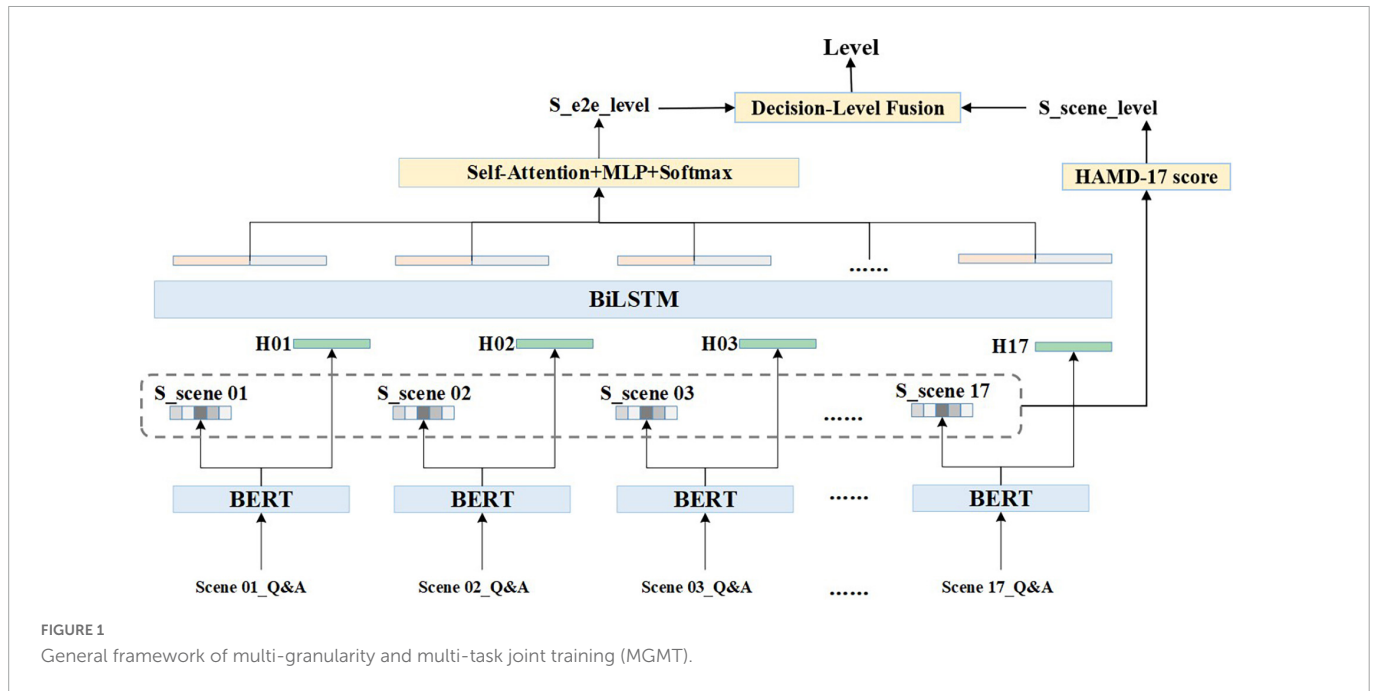 Level
S_e2e_level
Decision-Level Fusion
S_scene_level
Self-Attention+MLP+Softmax
HAMD-17 score
......
BiLSTM
H01
H02
H03
H17
S_scene 01
S_scene 02
S_scene 03
......
S_scene 17
BERT
BERT
BERT
......
BERT
Scene 01_Q&A
Scene 02_Q&A
Scene 03_Q&A
......
Scene 17_Q&A
FIGURE 1
General framework of multi-granularity and multi-task joint training (MGMT).